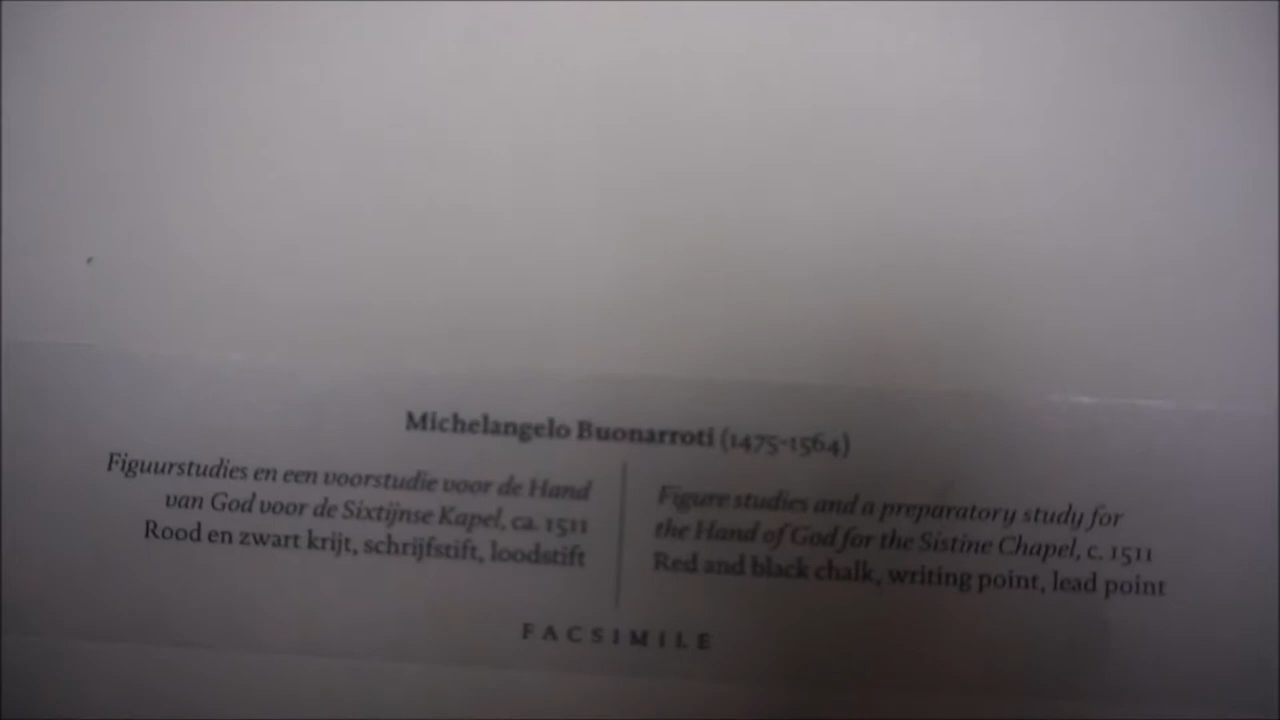 Michelangelo Buonarroti (1475-1564)
Figuurstudies en een voorstudie voor de Hand
van God voor de Sixtijnse Kapel, ca. 1511
Rood en zwart krijt, schrijfstift, loodstift
Figure studies and a preparatory study for
the Hand of God for the Sistine Chapel, c. 1511
Red and black chalk, writing point, lead point
FACSIMILE